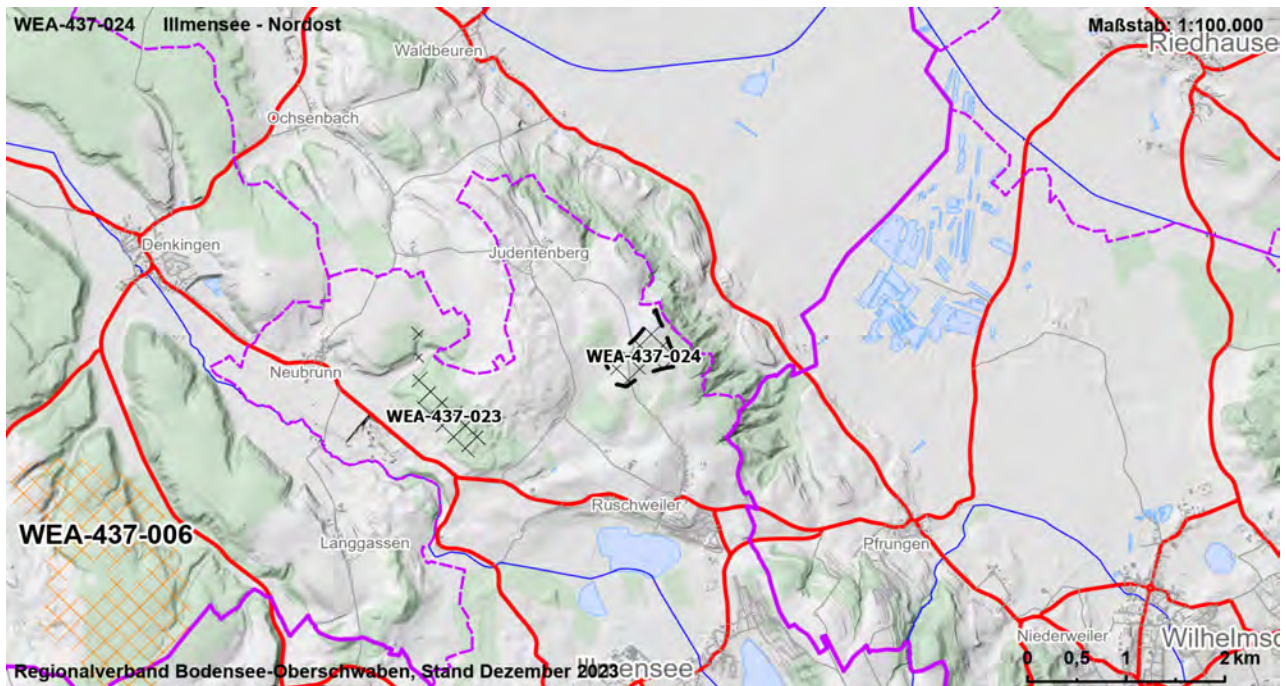 WEA-437-024 Illmensee - Nordost
Maßstab: 1:100.000
Waldbeuren
Riedhause
Ochsenbach
Denkingen
Judentenberg
WEA-437-024
Neubrunn
WEA-437-023
Ruschweiler
WEA-437-006
Langgassen
Pfrungen
Niederweiler
Wilhelmsd
0 0,5 1 2 km
Regionalverband Bodensee-Oberschwaben, Stand Dezember 2023